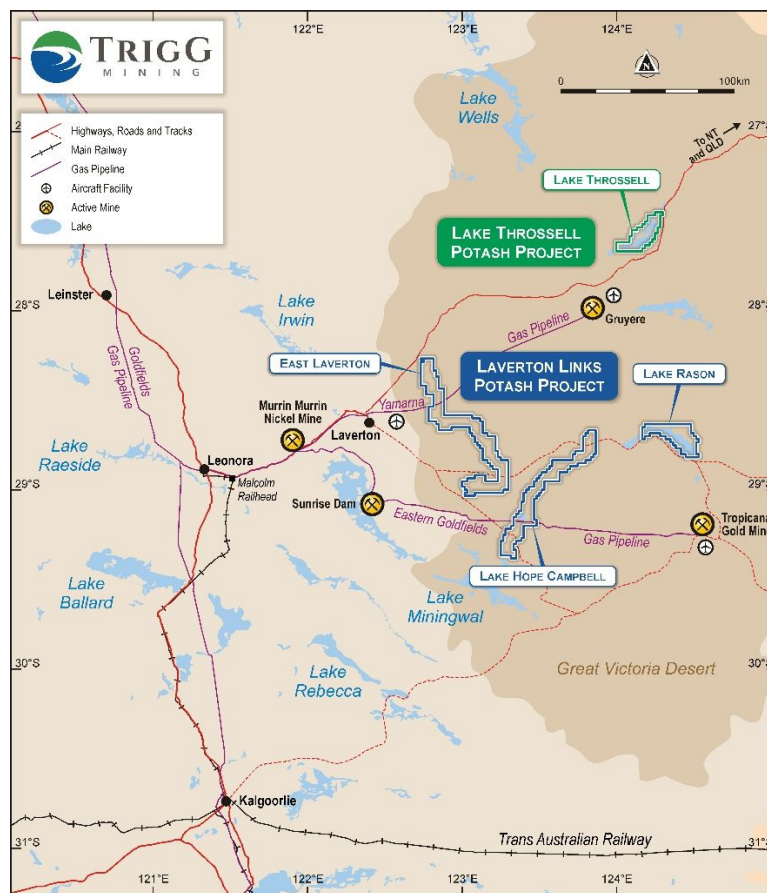 TRIGG
MINING
121°E
122°E
123°E
124°E
0
100km
N
Highways, Roads and Tracks
Main Railway
Gas Pipeline
Aircraft Facility
Active Mine
Lake
Lake
Wells
27°S
To NT
and QLD
LAKE THROSSELL
LAKE THROSSELL
POTASH PROJECT
28°S
28°S
Leinster
Lake
Irwin
Gruyere
Gas Pipeline
Goldfields
Gas Pipeline
EAST LAVERTON
LAVERTON LINKS
POTASH PROJECT
LAKE RASON
Yamarna
Murrin Murrin
Nickel Mine
Laverton
Lake
Raeside
Leonora
Malcolm
Railhead
29°S
29°S
Sunrise Dam
Eastern Goldfields
Gas Pipeline
Tropicana
Gold Mine
LAKE HOPE CAMPBELL
Lake
Ballard
Lake
Miningwal
30°S
30°S
Lake
Rebecca
Great Victoria Desert
Kalgoorlie
Trans Australian Railway
31°S
31°S
121°E
122°E
123°E
124°E